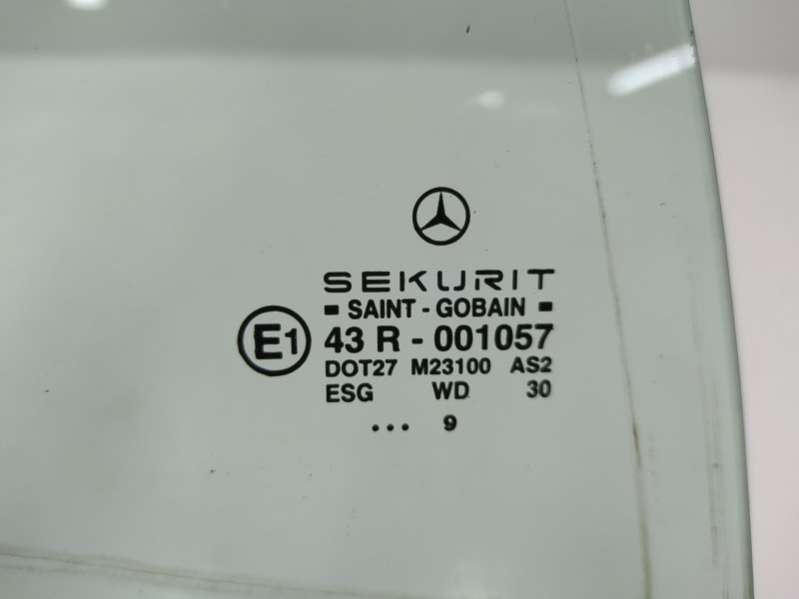 SEKURIT
SAINT-GOBAIN
E1 43 R - 001057
DOT27 M23100 AS2
ESG WD 30
... 9